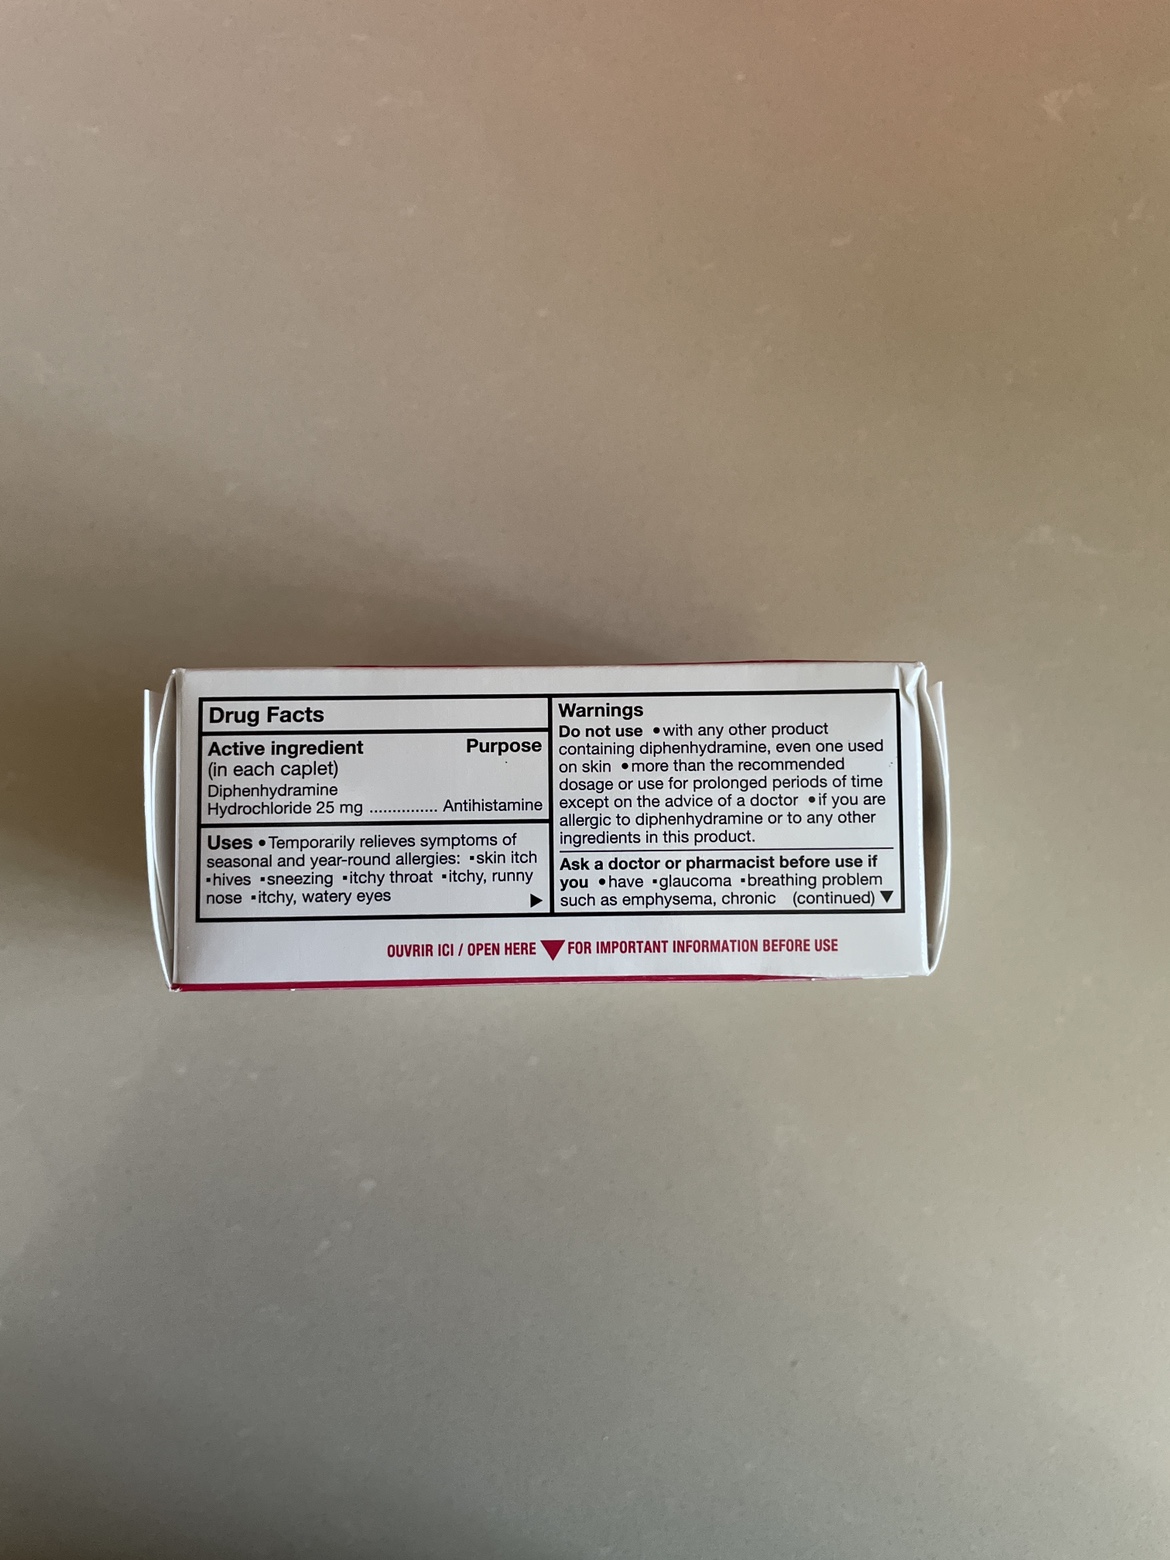 Drug Facts
Active ingredient Purpose
(in each caplet)
Diphenhydramine
Hydrochloride 25 mg .............. Antihistamine
Uses • Temporarily relieves symptoms of
seasonal and year-round allergies: ▪skin itch
▪hives ▪sneezing ▪itchy throat ▪itchy, runny
nose ▪itchy, watery eyes ▶
Warnings
Do not use •with any other product
containing diphenhydramine, even one used
on skin •more than the recommended
dosage or use for prolonged periods of time
except on the advice of a doctor •if you are
allergic to diphenhydramine or to any other
ingredients in this product.
Ask a doctor or pharmacist before use if
you •have ▪glaucoma ▪breathing problem
such as emphysema, chronic (continued) ▼
OUVRIR ICI / OPEN HERE ▼ FOR IMPORTANT INFORMATION BEFORE USE